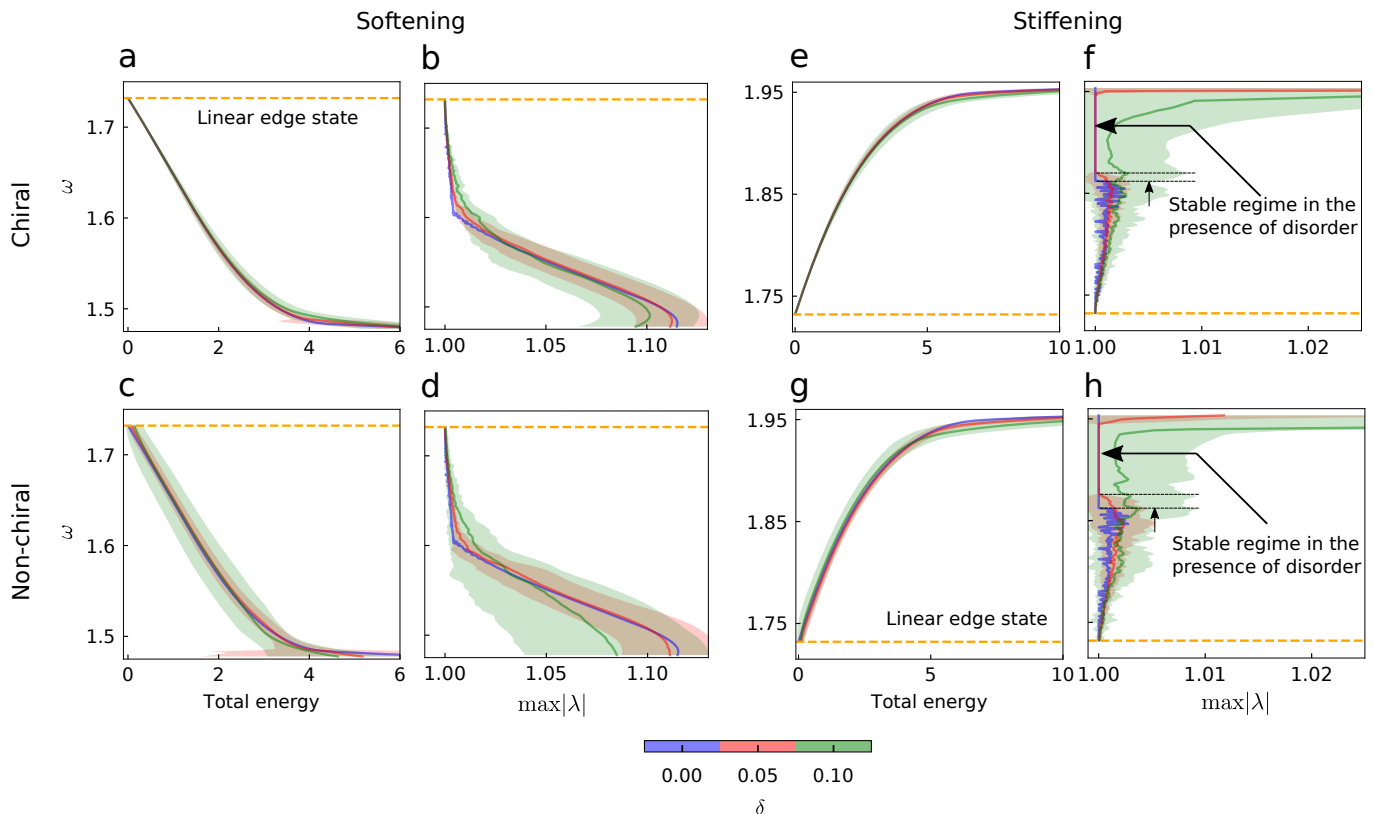 Softening
Stiffening
Chiral
Non-chiral
a
ω
1.7
1.6
1.5
Linear edge state
0
2
4
6
b
1.00
1.05
1.10
e
1.95
1.85
1.75
0
5
10
f
Stable regime in the
presence of disorder
1.00
1.01
1.02
c
ω
1.7
1.6
1.5
0
2
4
6
Total energy
d
1.00
1.05
1.10
max|λ|
g
1.95
1.85
1.75
Linear edge state
0
5
10
Total energy
h
Stable regime in the
presence of disorder
1.00
1.01
1.02
max|λ|
0.00
0.05
0.10
δ